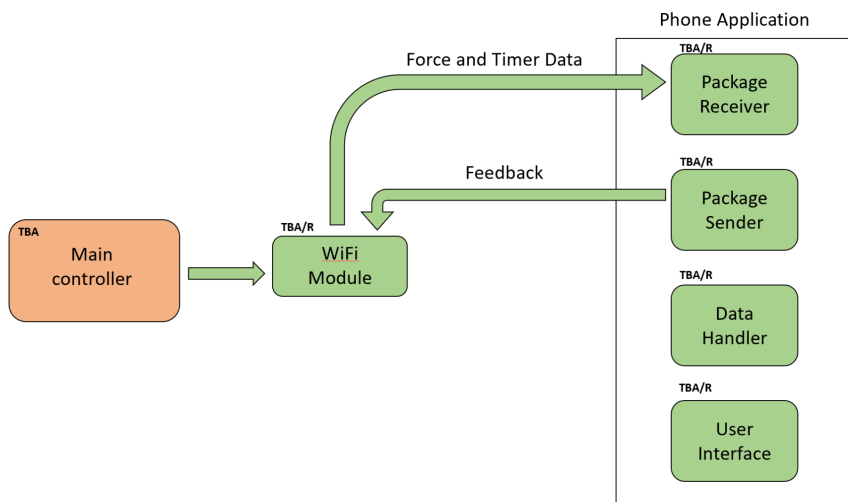 Phone Application
TBA/R
Package
Receiver
Force and Timer Data
TBA/R
Package
Sender
Feedback
TBA
Main
controller
TBA/R
WiFi
Module
TBA/R
Data
Handler
TBA/R
User
Interface